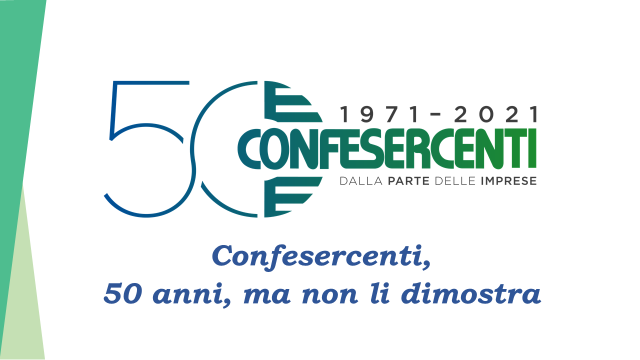 50
1971-2021
CONFESERCENTI
DALLA PARTE DELLE IMPRESE
Confesercenti,
50 anni, ma non li dimostra